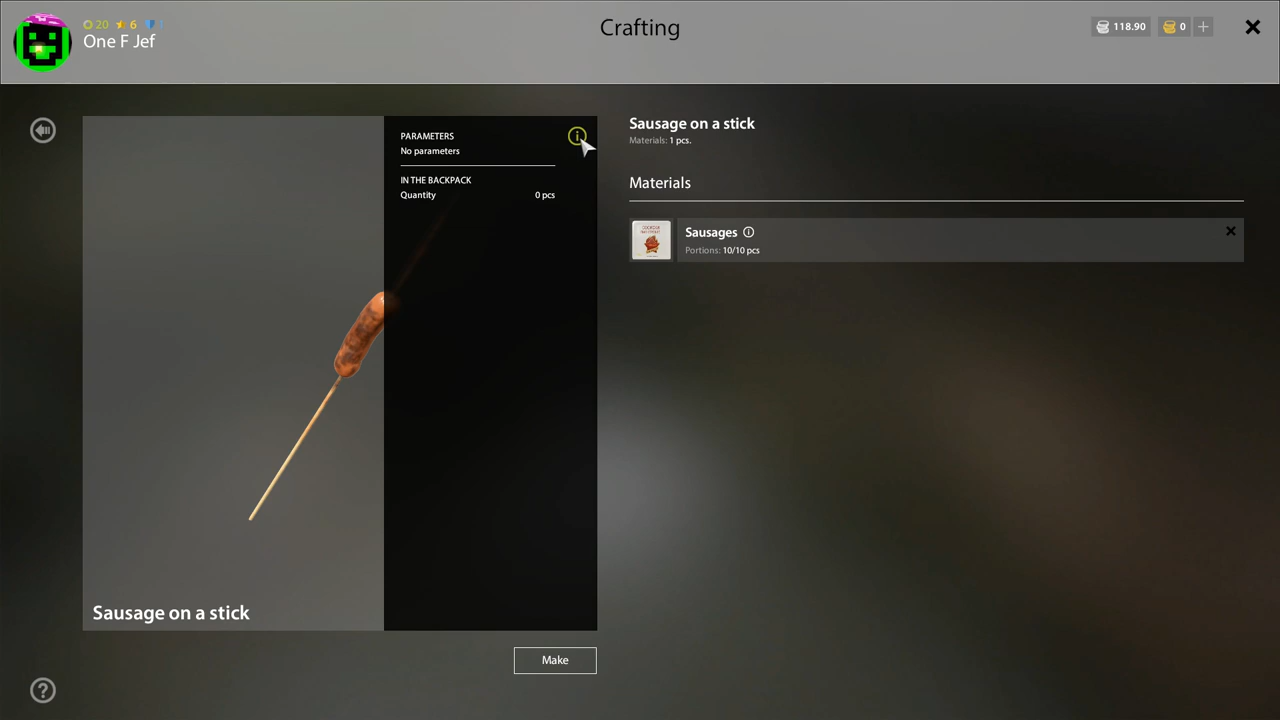 20 6 1
One F Jef
Crafting
118.90
0
PARAMETERS
No parameters
IN THE BACKPACK
Quantity 0 pcs
Sausage on a stick
Make
Sausage on a stick
Materials: 1 pcs.
Materials
Sausages
Portions: 10/10 pcs